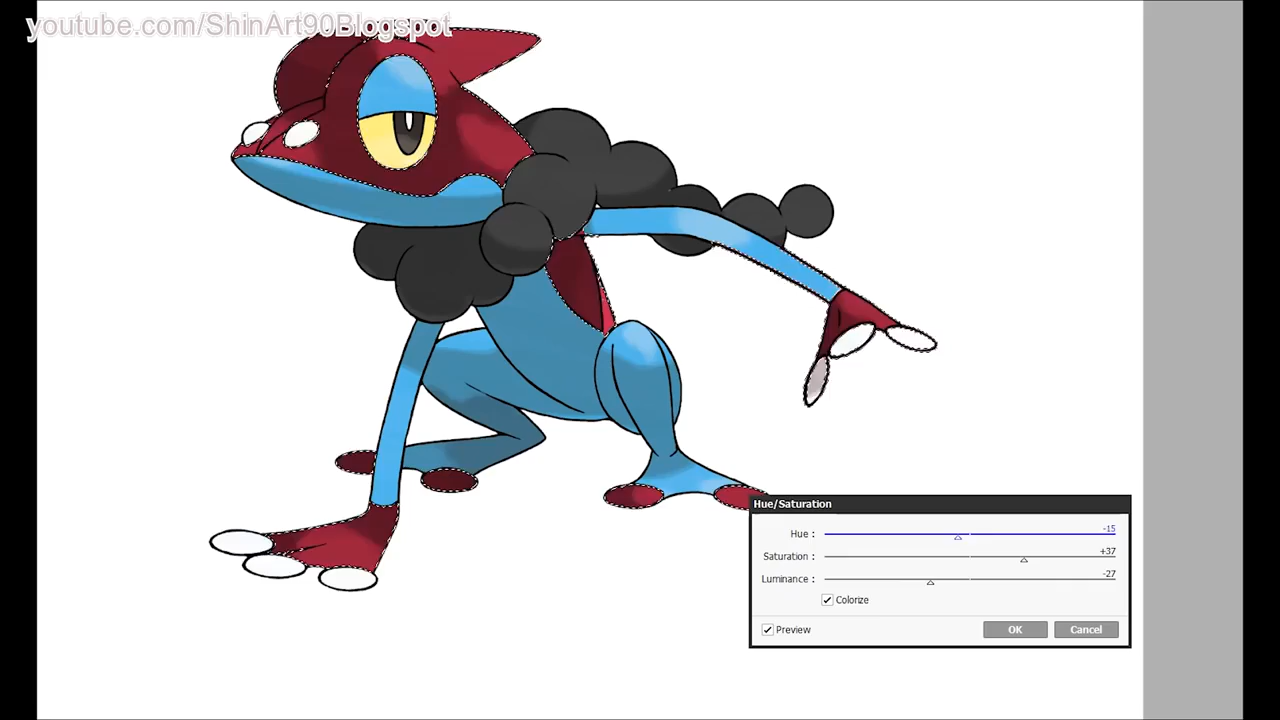 youtube.com/ShinArt90Blogspot
Hue/Saturation
Hue : -15
Saturation : +37
Luminance : -27
Colorize
Preview OK Cancel